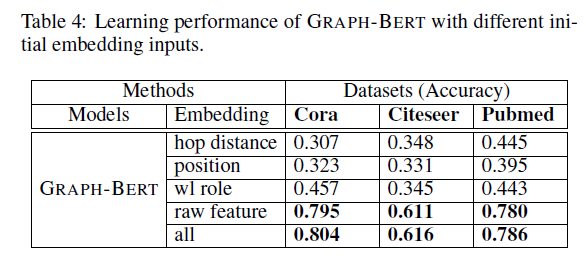 Table 4: Learning performance of GRAPH-BERT with different ini-
tial embedding inputs.
Methods Datasets (Accuracy)
Models Embedding Cora Citeseer Pubmed
hop distance 0.307 0.348 0.445
position 0.323 0.331 0.395
GRAPH-BERT wl role 0.457 0.345 0.443
raw feature 0.795 0.611 0.780
all 0.804 0.616 0.786